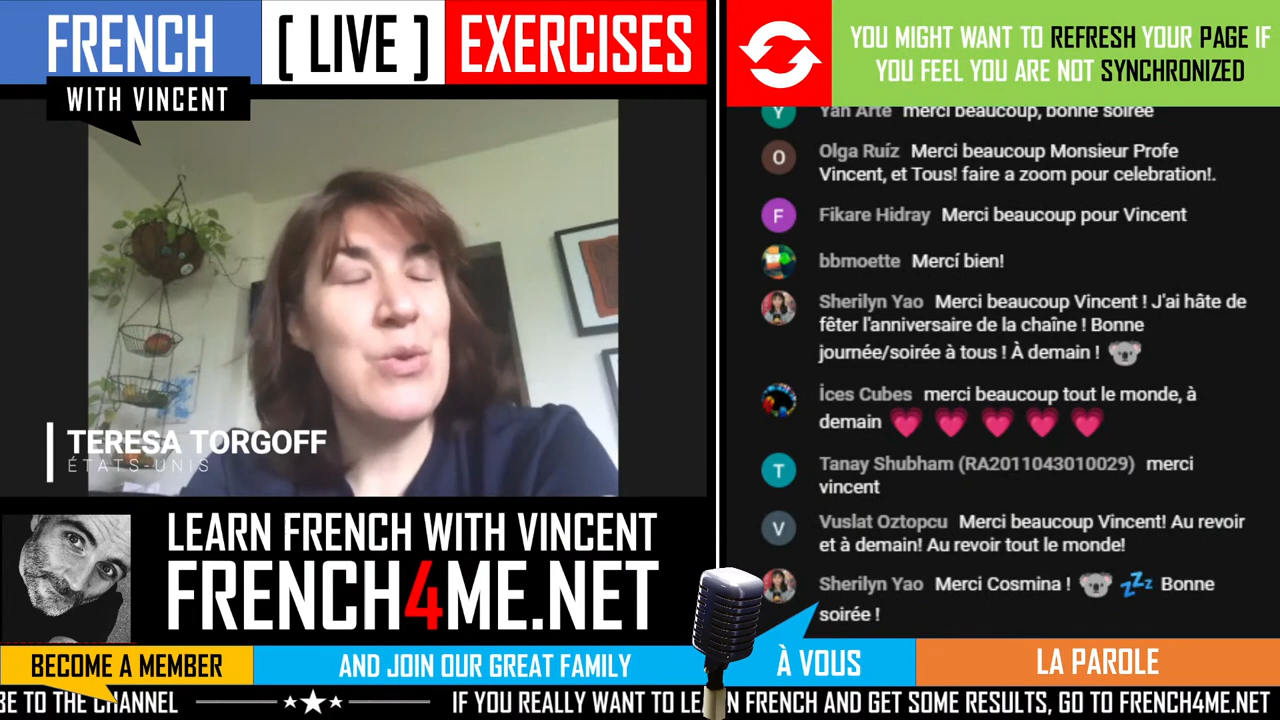 FRENCH
[ LIVE ]
EXERCISES
WITH VINCENT
YOU MIGHT WANT TO REFRESH YOUR PAGE IF
YOU FEEL YOU ARE NOT SYNCHRONIZED
Y
Yan Arte merci beaucoup, bonne soirée
O
Olga Ruíz Merci beaucoup Monsieur Profe
Vincent, et Tous! faire a zoom pour celebration!.
F
Fikare Hidray Merci beaucoup pour Vincent
bbmoette Mercí bien!
Sherilyn Yao Merci beaucoup Vincent ! J'ai hâte de
fêter l'anniversaire de la chaîne ! Bonne
journée/soirée à tous ! À demain ! 🐨
İces Cubes merci beaucoup tout le monde, à
demain 💗 💗 💗 💗 💗
T
Tanay Shubham (RA2011043010029) merci
vincent
V
Vuslat Oztopcu Merci beaucoup Vincent! Au revoir
et à demain! Au revoir tout le monde!
Sherilyn Yao Merci Cosmina ! 🐨 💤 Bonne
soirée !
TERESA TORGOFF
ÉTATS-UNIS
LEARN FRENCH WITH VINCENT
FRENCH4ME.NET
BECOME A MEMBER
AND JOIN OUR GREAT FAMILY
À VOUS
LA PAROLE
BE TO THE CHANNEL
IF YOU REALLY WANT TO LEARN FRENCH AND GET SOME RESULTS, GO TO FRENCH4ME.NET